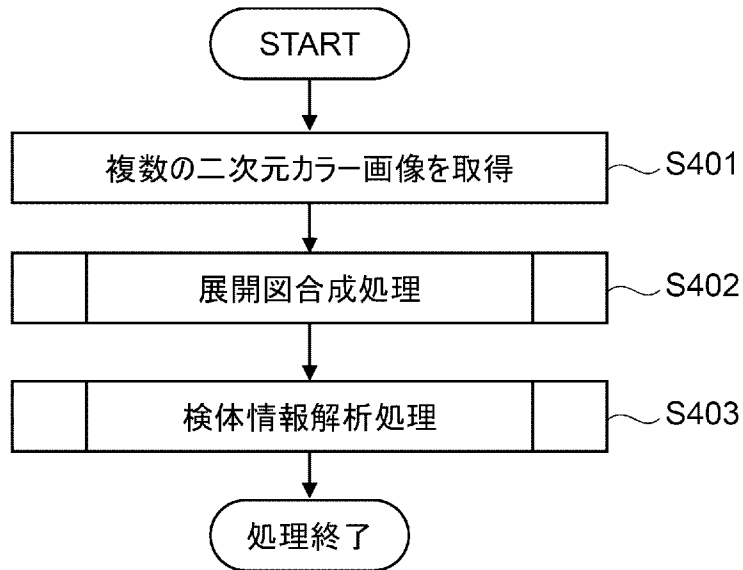 START
複数の二次元カラー画像を取得
S401
展開図合成処理
S402
検体情報解析処理
S403
処理終了